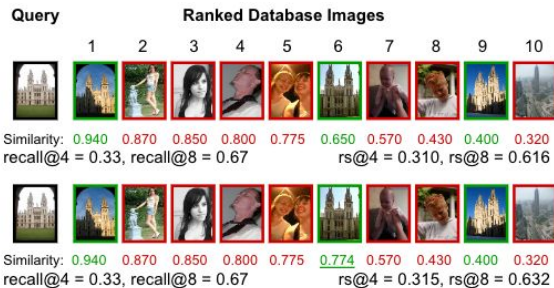 Query Ranked Database Images
1 2 3 4 5 6 7 8 9 10
Similarity: 0.940 0.870 0.850 0.800 0.775 0.650 0.570 0.430 0.400 0.320
recall@4 = 0.33, recall@8 = 0.67 rs@4 = 0.310, rs@8 = 0.616
Similarity: 0.940 0.870 0.850 0.800 0.775 0.774 0.570 0.430 0.400 0.320
recall@4 = 0.33, recall@8 = 0.67 rs@4 = 0.315, rs@8 = 0.632